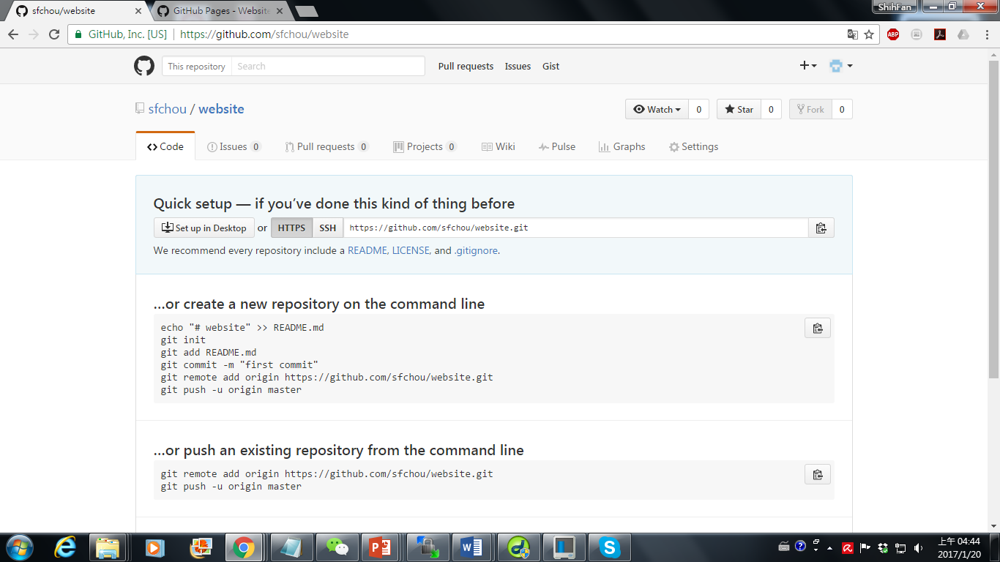 sfchou/website
GitHub Pages - Website
ShihFan
GitHub, Inc. [US]
https://github.com/sfchou/website
ABP
This repository
Search
Pull requests
Issues
Gist
sfchou / website
Watch
0
Star
0
Fork
0
Code
Issues 0
Pull requests 0
Projects 0
Wiki
Pulse
Graphs
Settings
Quick setup — if you’ve done this kind of thing before
Set up in Desktop or HTTPS SSH https://github.com/sfchou/website.git
We recommend every repository include a README, LICENSE, and .gitignore.
…or create a new repository on the command line
echo "# website" >> README.md
git init
git add README.md
git commit -m "first commit"
git remote add origin https://github.com/sfchou/website.git
git push -u origin master
…or push an existing repository from the command line
git remote add origin https://github.com/sfchou/website.git
git push -u origin master
上午 04:44
2017/1/20